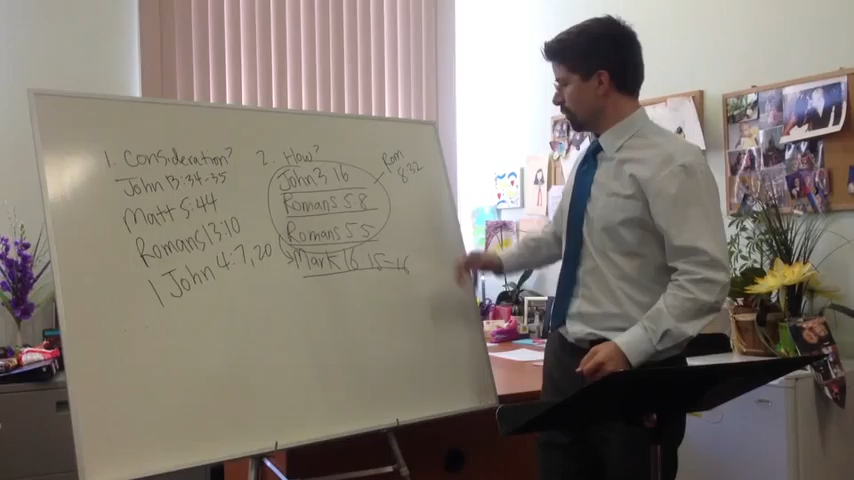 1. Consideration?
John 13:34-35
Matt 5:44
Romans 13:10
1 John 4:7,20
2. How?
John 3 16
Romans 5 8
Romans 5 5
Mark 16 15-16
Rom
8:32